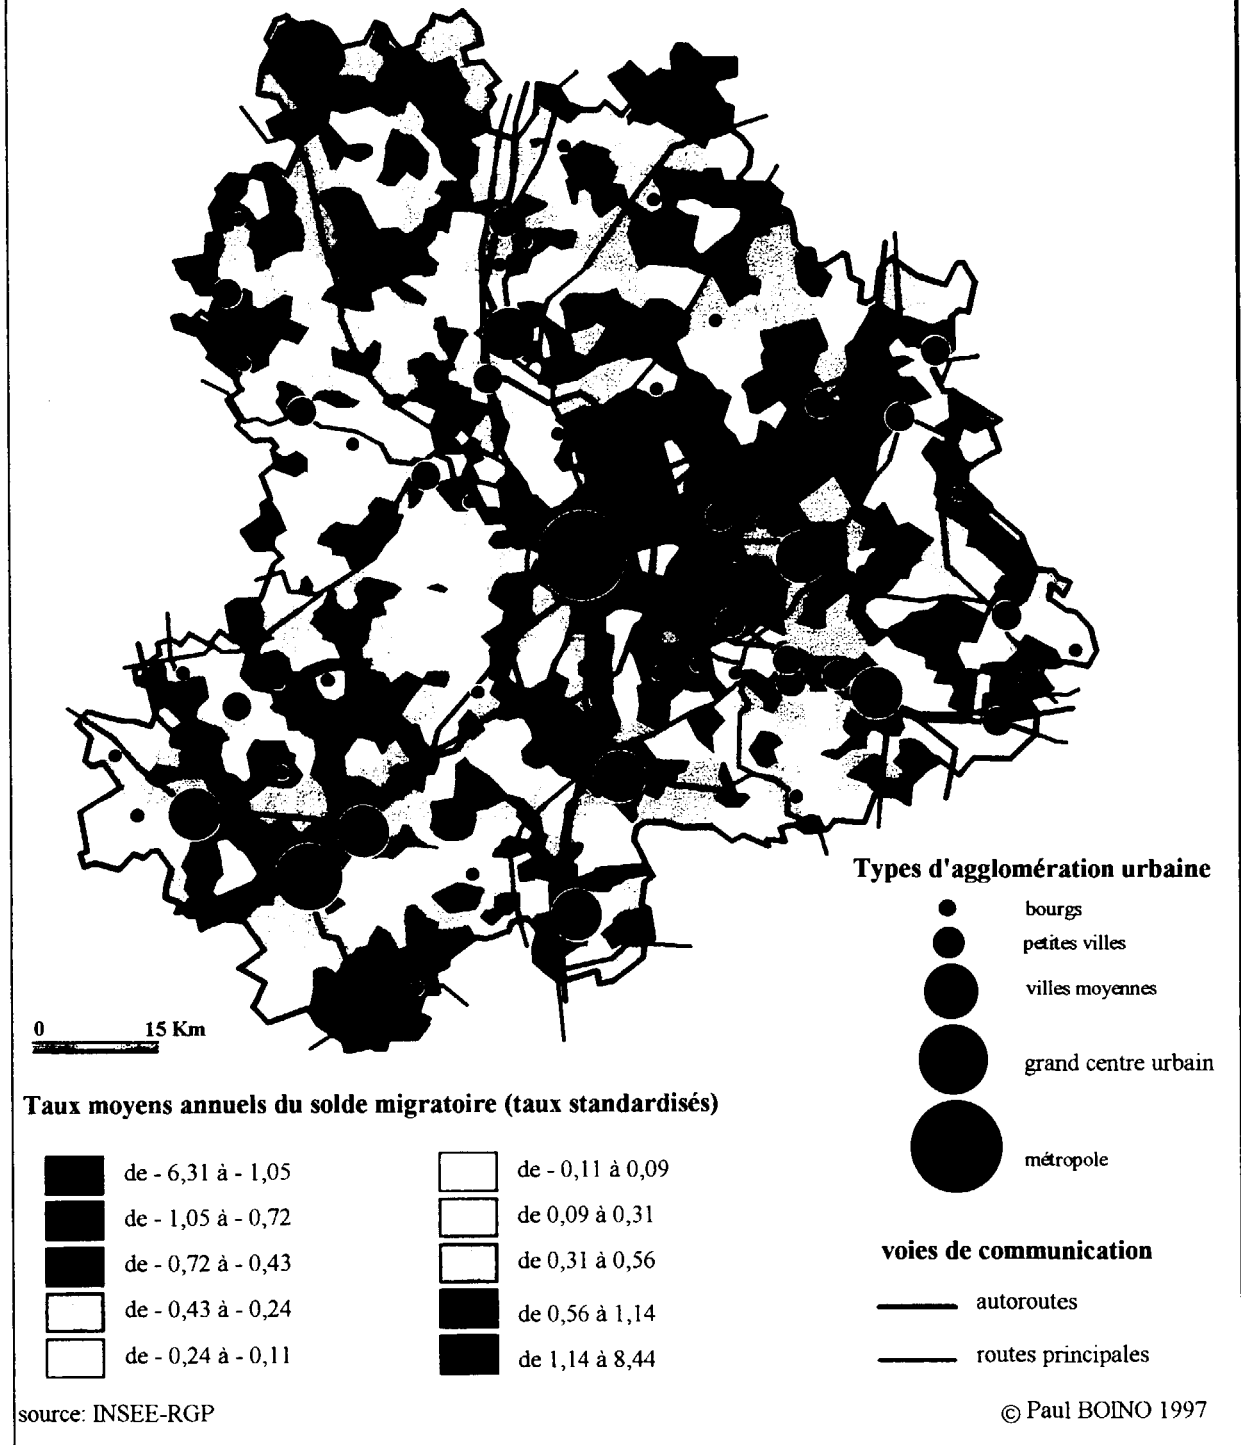 Types d'agglomération urbaine
bourgs
petites villes
villes moyennes
grand centre urbain
métropole
0 15 Km
Taux moyens annuels du solde migratoire (taux standardisés)
de - 6,31 à - 1,05
de - 1,05 à - 0,72
de - 0,72 à - 0,43
de - 0,43 à - 0,24
de - 0,24 à - 0,11
de - 0,11 à 0,09
de 0,09 à 0,31
de 0,31 à 0,56
de 0,56 à 1,14
de 1,14 à 8,44
voies de communication
autoroutes
routes principales
source: INSEE-RGP
© Paul BOINO 1997